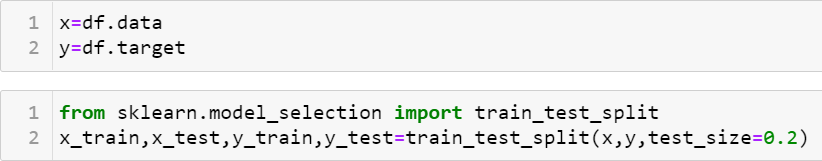 1 x=df.data
2 y=df.target
1 from sklearn.model_selection import train_test_split
2 x_train,x_test,y_train,y_test=train_test_split(x,y,test_size=0.2)